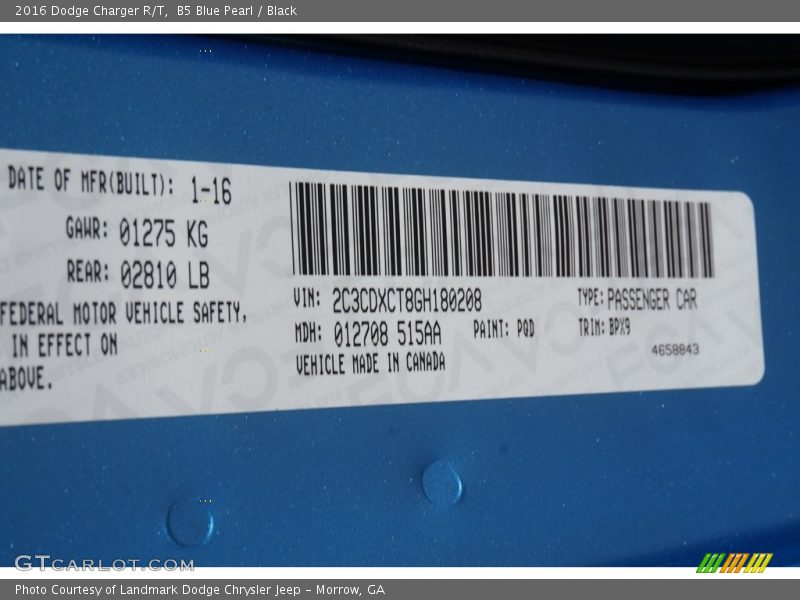 2016 Dodge Charger R/T,  B5 Blue Pearl / Black
DATE OF MFR(BUILT): 1-16
GAWR: 01275 KG
REAR: 02810 LB
FEDERAL MOTOR VEHICLE SAFETY,
IN EFFECT ON
ABOVE.
VIN: 2C3CDXCT8GH180208
TYPE: PASSENGER CAR
MDH: 012708 515AA
PAINT: PQD
TRIM: BPX9
VEHICLE MADE IN CANADA
4658843
GTCARLOT.COM
Photo Courtesy of Landmark Dodge Chrysler Jeep – Morrow, GA